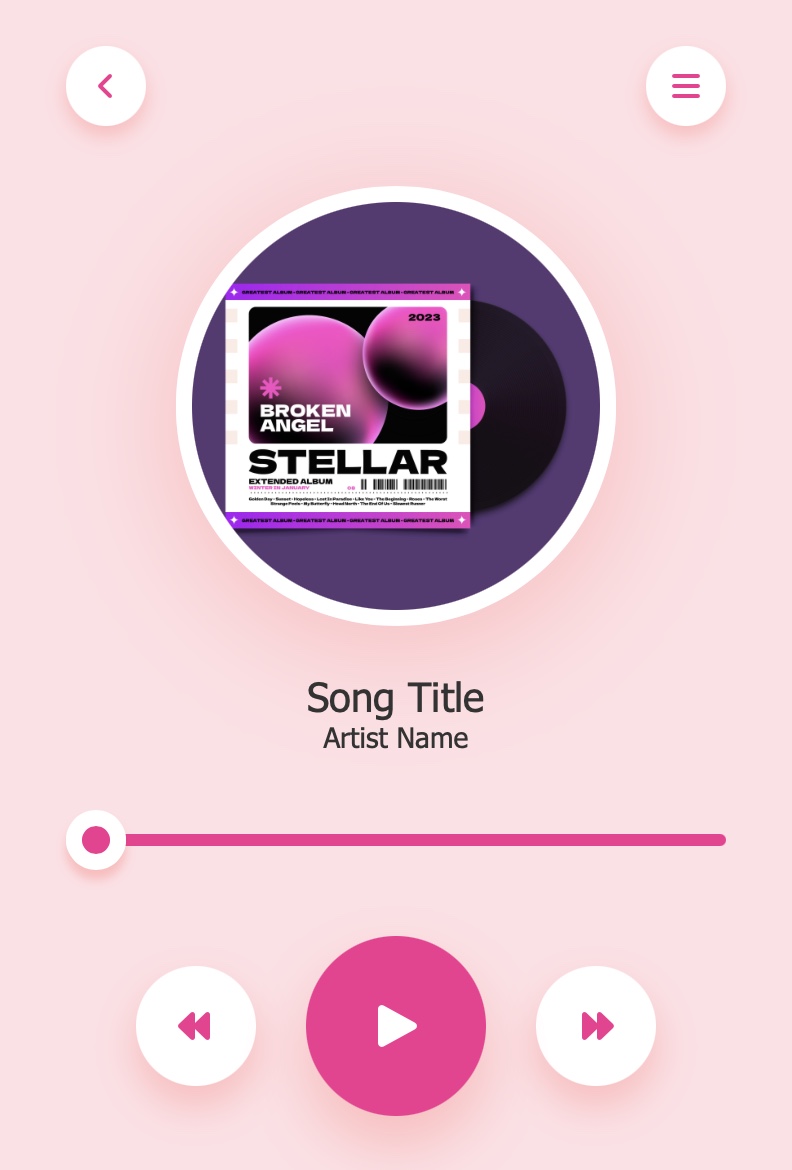 GREATEST ALBUM • GREATEST ALBUM • GREATEST ALBUM • GREATEST ALBUM
2023
BROKEN
ANGEL
STELLAR
EXTENDED ALBUM
WINTER IN JANUARY
Golden Day • Sunset • Hopeless • Lost In Paradise • Like You • The Beginning • Roses • The Worst
Strange Feels • By Butterfly • Head North • The End Of Us • Slowest Runner
GREATEST ALBUM • GREATEST ALBUM • GREATEST ALBUM • GREATEST ALBUM
Song Title
Artist Name